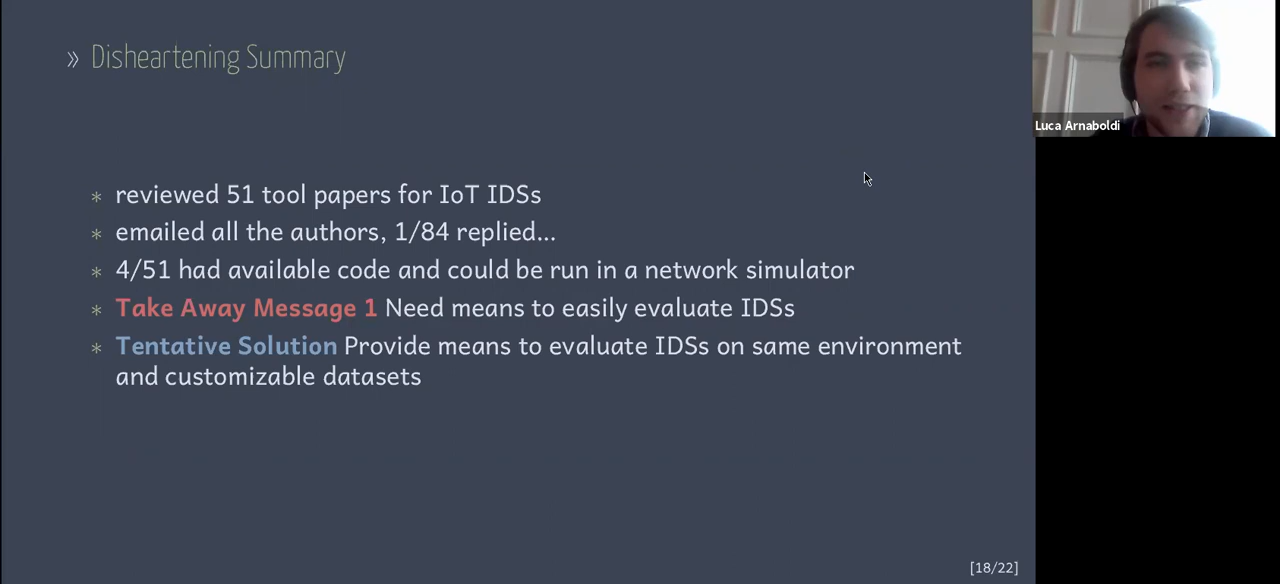 » Disheartening Summary
Luca Arnaboldi
* reviewed 51 tool papers for IoT IDSs
* emailed all the authors, 1/84 replied...
* 4/51 had available code and could be run in a network simulator
* Take Away Message 1 Need means to easily evaluate IDSs
* Tentative Solution Provide means to evaluate IDSs on same environment
and customizable datasets
[18/22]